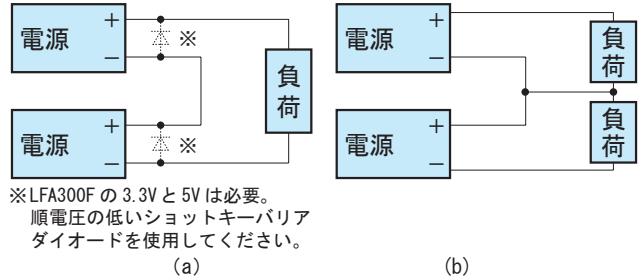 電源
+
−
※
電源
+
−
※
負荷
※LFA300F の 3.3V と 5V は必要。
順電圧の低いショットキーバリア
ダイオードを使用してください。
(a)
電源
+
−
電源
+
−
負荷
負荷
(b)